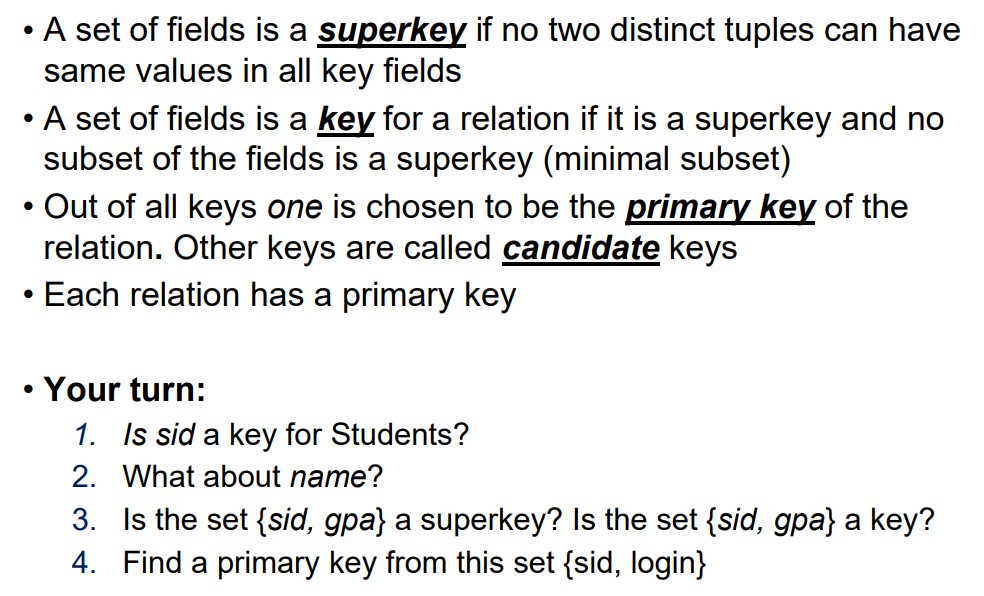 • A set of fields is a superkey if no two distinct tuples can have
same values in all key fields
• A set of fields is a key for a relation if it is a superkey and no
subset of the fields is a superkey (minimal subset)
• Out of all keys one is chosen to be the primary key of the
relation. Other keys are called candidate keys
• Each relation has a primary key
• Your turn:
1. Is sid a key for Students?
2. What about name?
3. Is the set {sid, gpa} a superkey? Is the set {sid, gpa} a key?
4. Find a primary key from this set {sid, login}